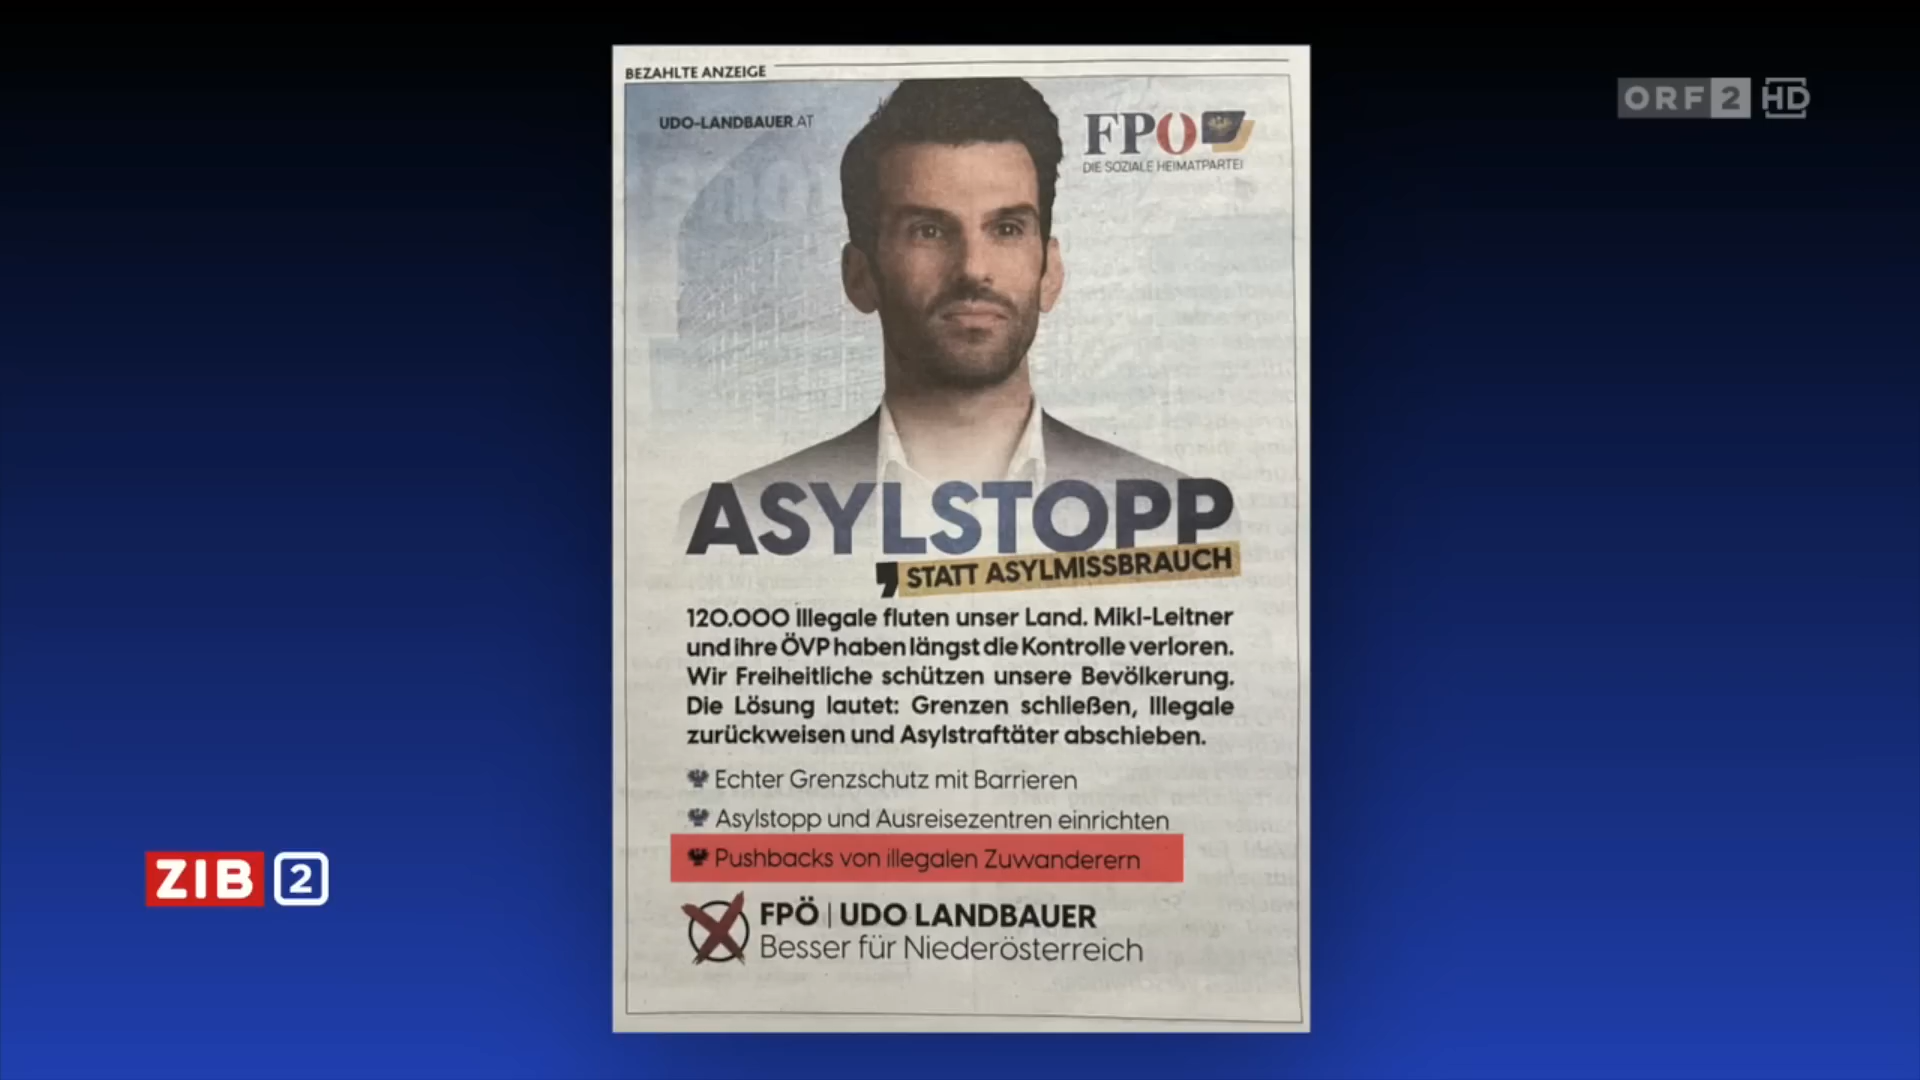 BEZAHLTE ANZEIGE
UDO-LANDBAUER.AT
FPÖ
DIE SOZIALE HEIMATPARTEI
ORF 2 HD
ASYLSTOPP
, STATT ASYLMISSBRAUCH
120.000 Illegale fluten unser Land. Mikl-Leitner
und ihre ÖVP haben längst die Kontrolle verloren.
Wir Freiheitliche schützen unsere Bevölkerung.
Die Lösung lautet: Grenzen schließen, Illegale
zurückweisen und Asylstraftäter abschieben.
Echter Grenzschutz mit Barrieren
Asylstopp und Ausreisezentren einrichten
Pushbacks von illegalen Zuwanderern
ZIB 2
FPÖ | UDO LANDBAUER
Besser für Niederösterreich